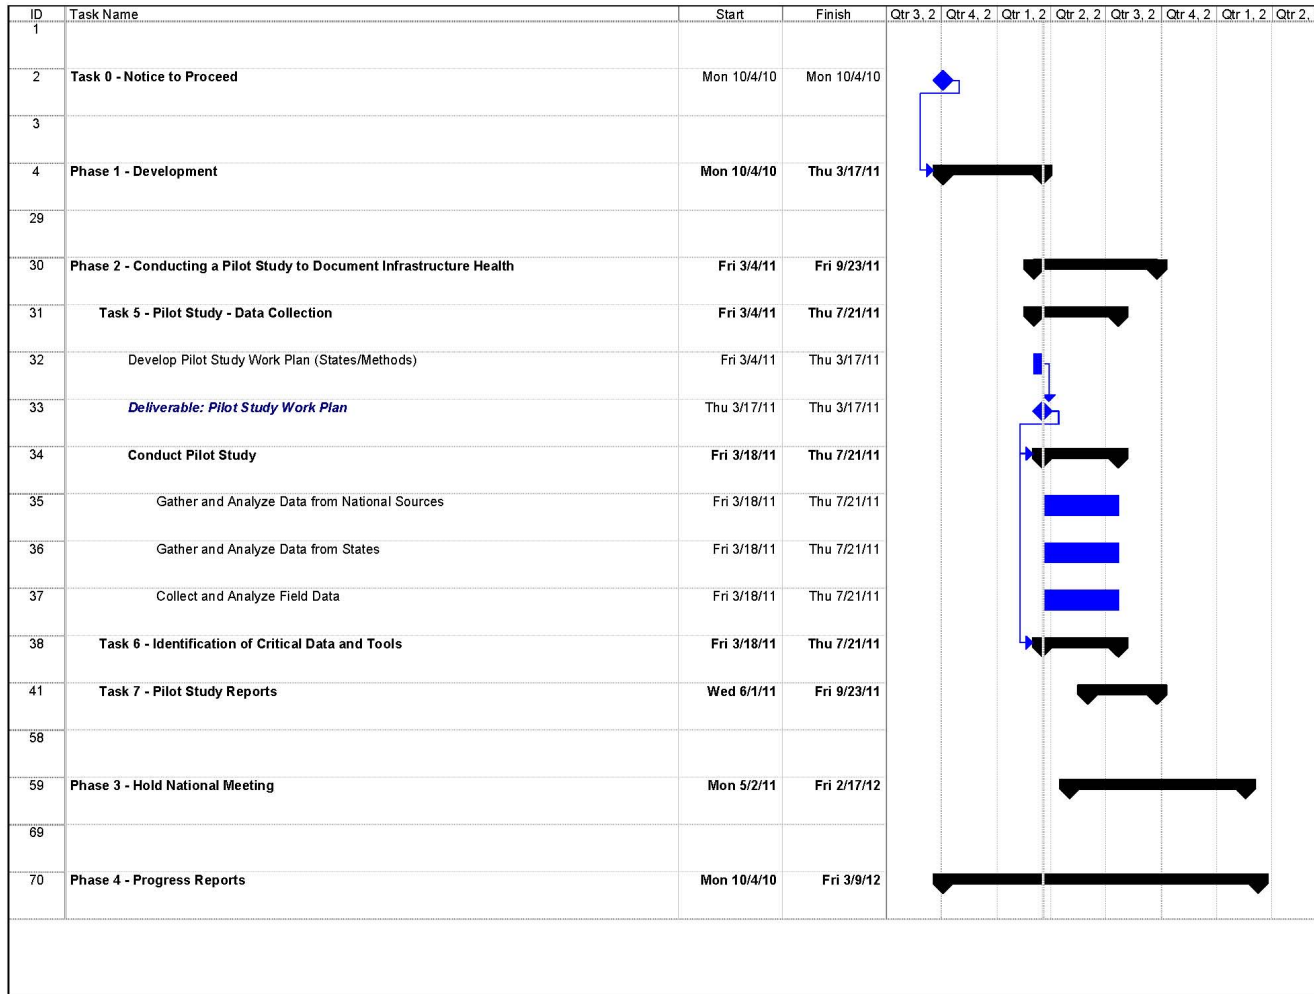 ID Task Name Start Finish Qtr 3, 2 Qtr 4, 2 Qtr 1, 2 Qtr 2, 2 Qtr 3, 2 Qtr 4, 2 Qtr 1, 2 Qtr 2,
1
2 Task 0 - Notice to Proceed Mon 10/4/10 Mon 10/4/10
3
4 Phase 1 - Development Mon 10/4/10 Thu 3/17/11
29
30 Phase 2 - Conducting a Pilot Study to Document Infrastructure Health Fri 3/4/11 Fri 9/23/11
31 Task 5 - Pilot Study - Data Collection Fri 3/4/11 Thu 7/21/11
32 Develop Pilot Study Work Plan (States/Methods) Fri 3/4/11 Thu 3/17/11
33 Deliverable: Pilot Study Work Plan Thu 3/17/11 Thu 3/17/11
34 Conduct Pilot Study Fri 3/18/11 Thu 7/21/11
35 Gather and Analyze Data from National Sources Fri 3/18/11 Thu 7/21/11
36 Gather and Analyze Data from States Fri 3/18/11 Thu 7/21/11
37 Collect and Analyze Field Data Fri 3/18/11 Thu 7/21/11
38 Task 6 - Identification of Critical Data and Tools Fri 3/18/11 Thu 7/21/11
41 Task 7 - Pilot Study Reports Wed 6/1/11 Fri 9/23/11
58
59 Phase 3 - Hold National Meeting Mon 5/2/11 Fri 2/17/12
69
70 Phase 4 - Progress Reports Mon 10/4/10 Fri 3/9/12